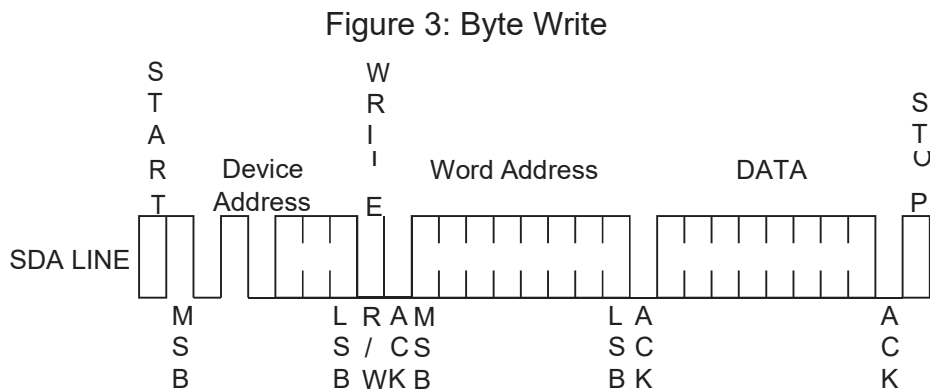 Figure 3: Byte Write
START
WRITE
STOP
Device
Address
Word Address
DATA
SDA LINE
MSB
LSB
R/W
ACK
MSB
LSB
ACK
ACK